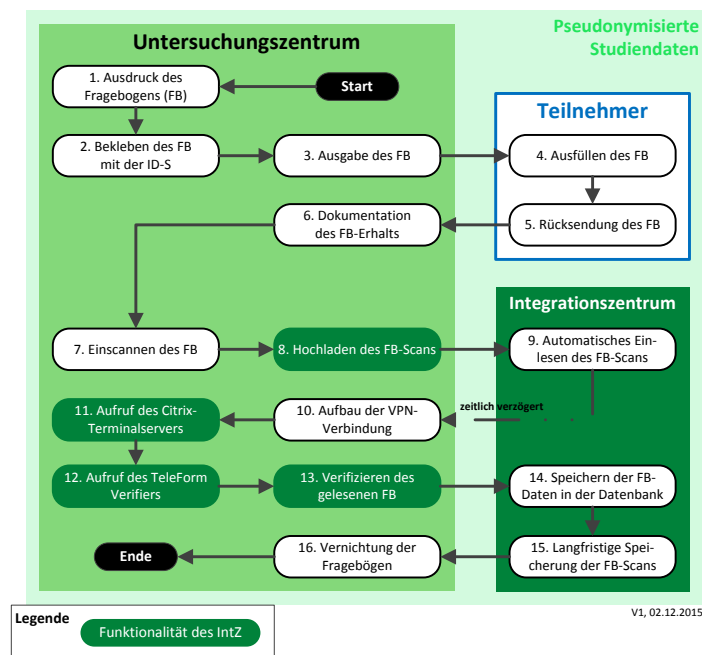 Pseudonymisierte
Studiendaten
Untersuchungszentrum
Start
1. Ausdruck des
Fragebogens (FB)
2. Bekleben des FB
mit der ID-S
3. Ausgabe des FB
Teilnehmer
4. Ausfüllen des FB
5. Rücksendung des FB
6. Dokumentation
des FB-Erhalts
7. Einscannen des FB
8. Hochladen des FB-Scans
Integrationszentrum
9. Automatisches Ein-
lesen des FB-Scans
zeitlich verzögert
10. Aufbau der VPN-
Verbindung
11. Aufruf des Citrix-
Terminalservers
12. Aufruf des TeleForm
Verifiers
13. Verifizieren des
gelesenen FB
14. Speichern der FB-
Daten in der Datenbank
15. Langfristige Spei-
cherung der FB-Scans
16. Vernichtung der
Fragebögen
Ende
V1, 02.12.2015
Legende
Funktionalität des IntZ